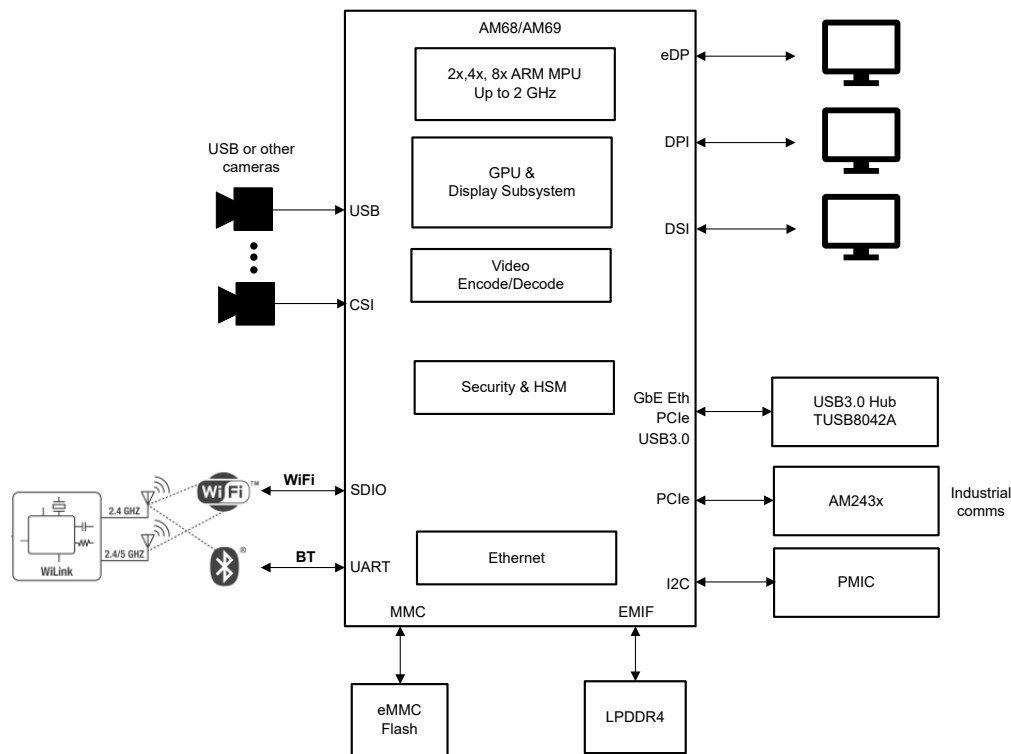 AM68/AM69
2x,4x, 8x ARM MPU
Up to 2 GHz
GPU &
Display Subsystem
Video
Encode/Decode
Security & HSM
Ethernet
USB or other
cameras
USB
CSI
WiFi
SDIO
BT
UART
2.4 GHZ
2.4/5 GHZ
WiLink
Wi Fi ™
®
eDP
DPI
DSI
GbE Eth
PCIe
USB3.0
USB3.0 Hub
TUSB8042A
PCIe
AM243x
Industrial
comms
I2C
PMIC
MMC
EMIF
eMMC
Flash
LPDDR4